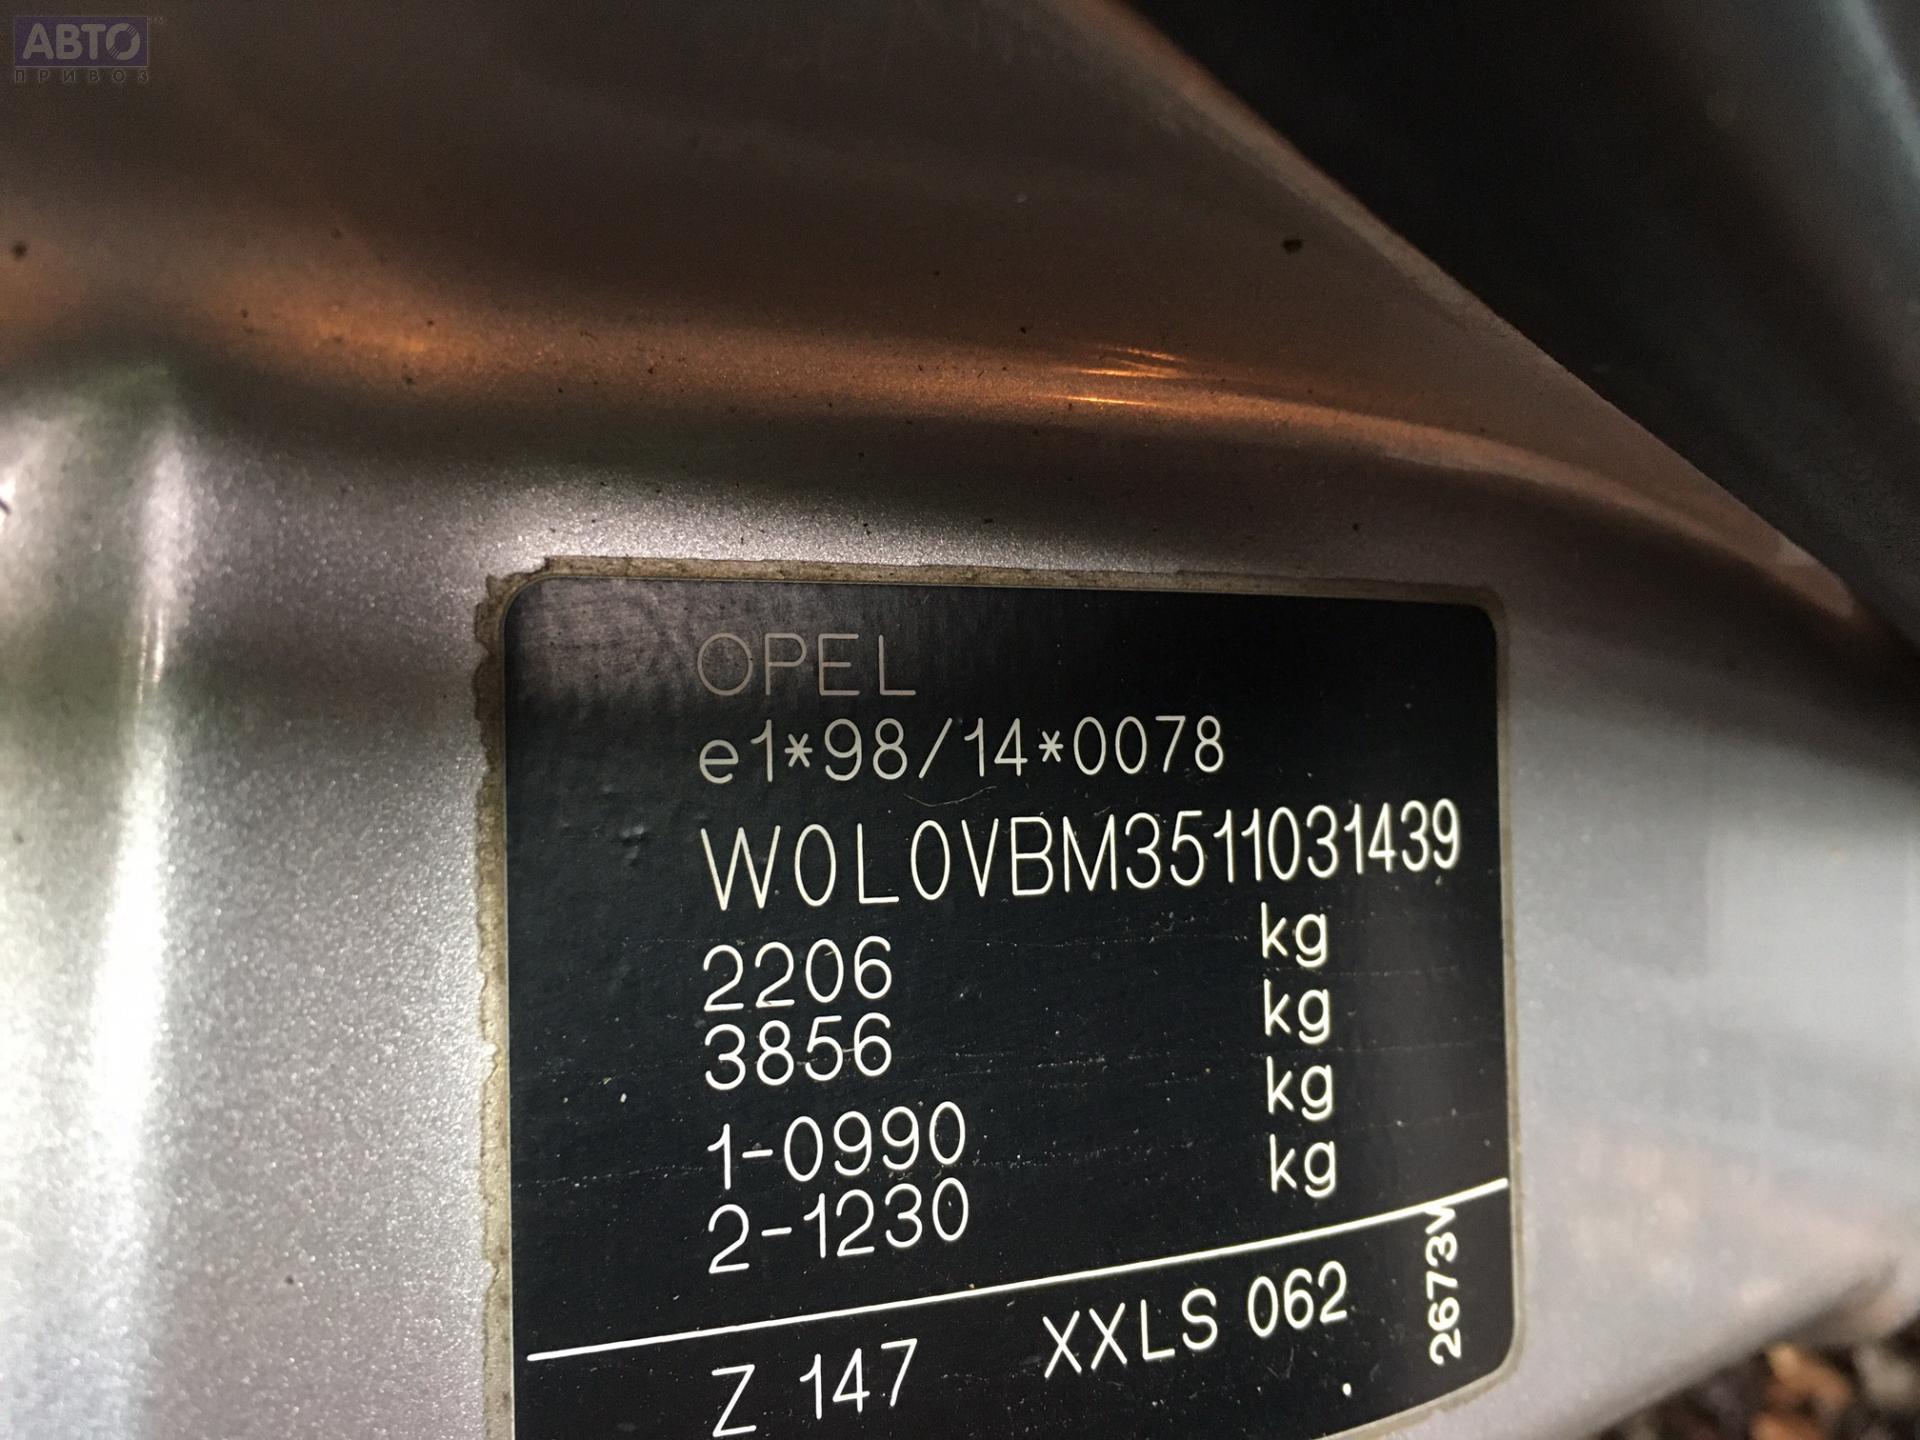 АВТО
ПРИВОЗ
OPEL
e1*98/14*0078
W0L0VBM3511031439
2206 kg
3856 kg
1-0990 kg
2-1230 kg
Z 147 XXLS 062
2673W